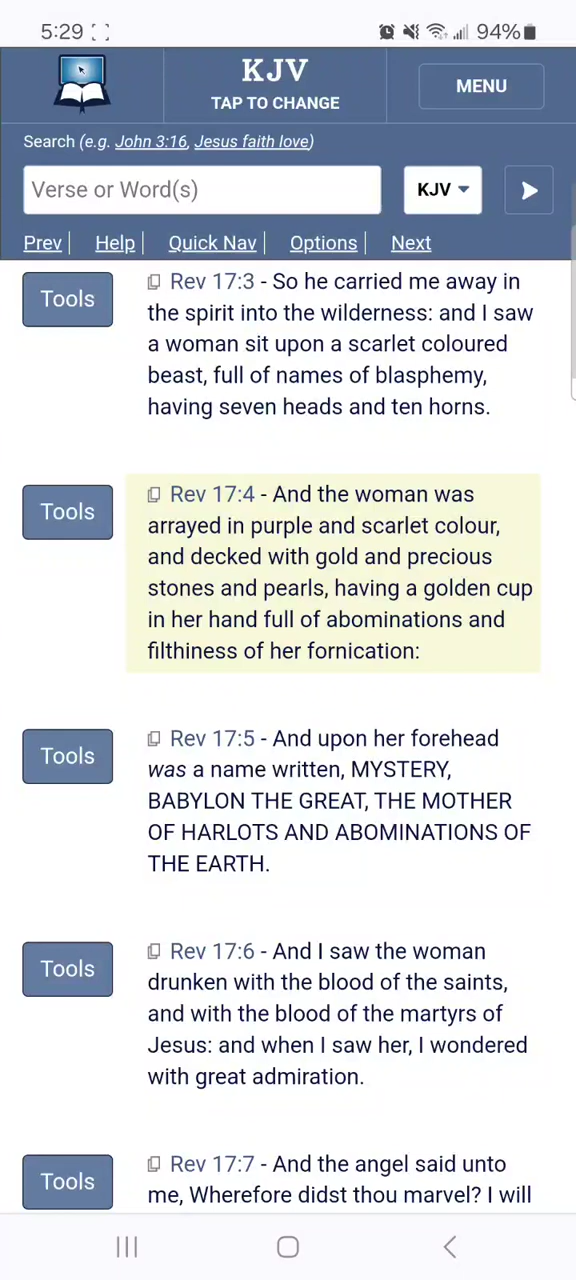 5:29
94%
KJV
TAP TO CHANGE
MENU
Search (e.g. John 3:16, Jesus faith love)
Verse or Word(s)
KJV
Prev | Help | Quick Nav | Options | Next
Tools
Rev 17:3 - So he carried me away in
the spirit into the wilderness: and I saw
a woman sit upon a scarlet coloured
beast, full of names of blasphemy,
having seven heads and ten horns.
Tools
Rev 17:4 - And the woman was
arrayed in purple and scarlet colour,
and decked with gold and precious
stones and pearls, having a golden cup
in her hand full of abominations and
filthiness of her fornication:
Tools
Rev 17:5 - And upon her forehead
was a name written, MYSTERY,
BABYLON THE GREAT, THE MOTHER
OF HARLOTS AND ABOMINATIONS OF
THE EARTH.
Tools
Rev 17:6 - And I saw the woman
drunken with the blood of the saints,
and with the blood of the martyrs of
Jesus: and when I saw her, I wondered
with great admiration.
Tools
Rev 17:7 - And the angel said unto
me, Wherefore didst thou marvel? I will